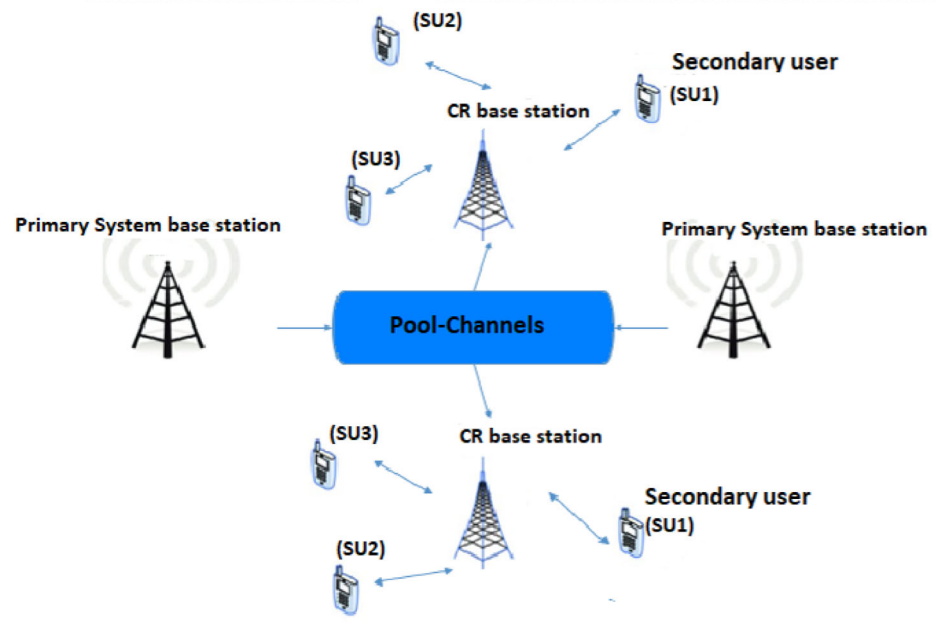 (SU2)
Secondary user
(SU1)
CR base station
(SU3)
Primary System base station
Primary System base station
Pool-Channels
(SU3)
CR base station
Secondary user
(SU1)
(SU2)